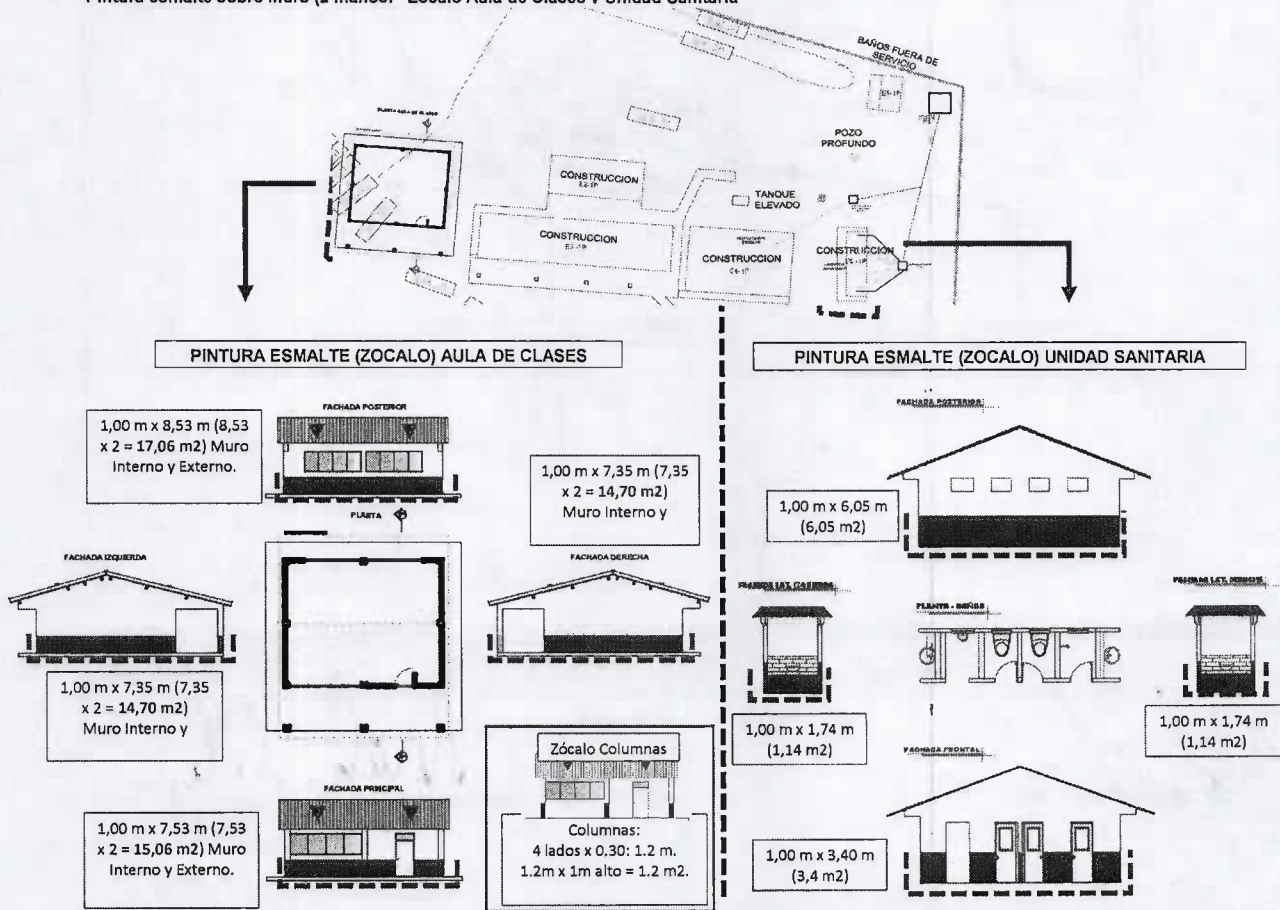 Pintura esmalte sobre muro (2 manos) - Zócalo Aula de Clases y Unidad Sanitaria
BAÑOS FUERA DE
SERVICIO
PLANTA AULA DE CLASES
POZO
PROFUNDO
CONSTRUCCION
E2-1P
TANQUE
ELEVADO
CONSTRUCCION
CONSTRUCCION
CONSTRUCCION
PINTURA ESMALTE (ZOCALO) AULA DE CLASES
FACHADA POSTERIOR
1,00 m x 8,53 m (8,53
x 2 = 17,06 m2) Muro
Interno y Externo.
1,00 m x 7,35 m (7,35
x 2 = 14,70 m2)
Muro Interno y
PLANTA
FACHADA IZQUIERDA
FACHADA DERECHA
1,00 m x 7,35 m (7,35
x 2 = 14,70 m2)
Muro Interno y
FACHADA PRINCIPAL
1,00 m x 7,53 m (7,53
x 2 = 15,06 m2) Muro
Interno y Externo.
Zócalo Columnas
Columnas:
4 lados x 0,30: 1.2 m.
1.2m x 1m alto = 1.2 m2.
PINTURA ESMALTE (ZOCALO) UNIDAD SANITARIA
FACHADA POSTERIOR
1,00 m x 6,05 m
(6,05 m2)
PLANTA - BAÑOS
1,00 m x 1,74 m
(1,14 m2)
1,00 m x 1,74 m
(1,14 m2)
FACHADA FRONTAL
1,00 m x 3,40 m
(3,4 m2)